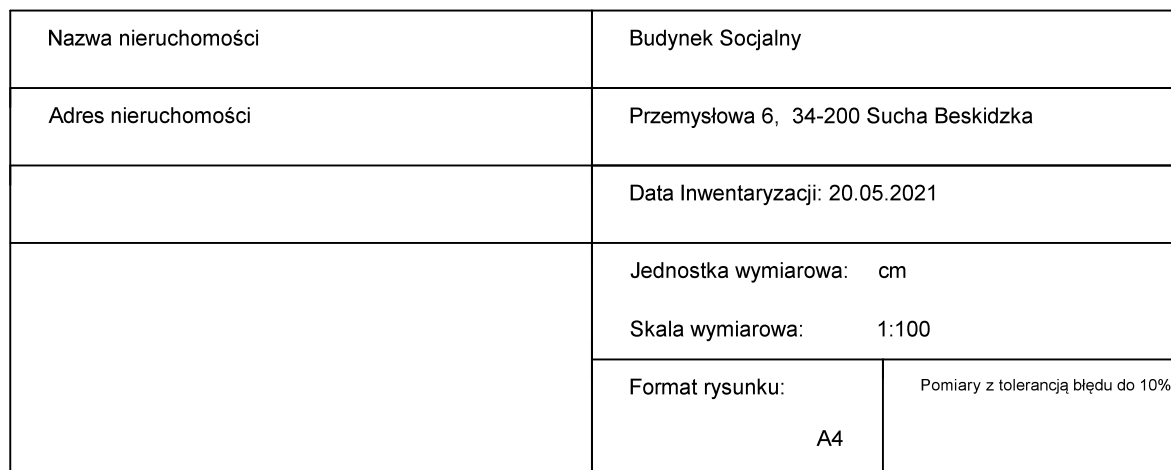 Nazwa nieruchomości
Budynek Socjalny
Adres nieruchomości
Przemysłowa 6, 34-200 Sucha Beskidzka
Data Inwentaryzacji: 20.05.2021
Jednostka wymiarowa: cm
Skala wymiarowa: 1:100
Format rysunku:
A4
Pomiary z tolerancją błędu do 10%